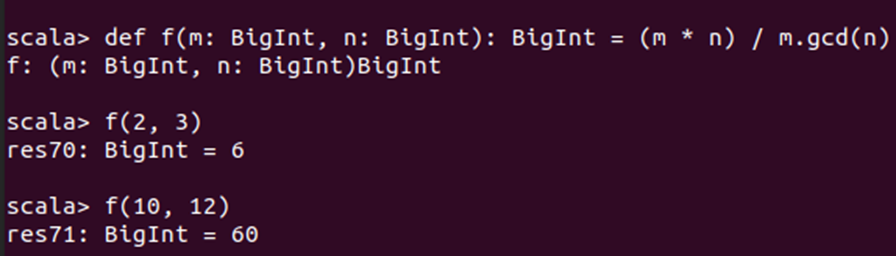 scala> def f(m: BigInt, n: BigInt): BigInt = (m * n) / m.gcd(n)
f: (m: BigInt, n: BigInt)BigInt
scala> f(2, 3)
res70: BigInt = 6
scala> f(10, 12)
res71: BigInt = 60